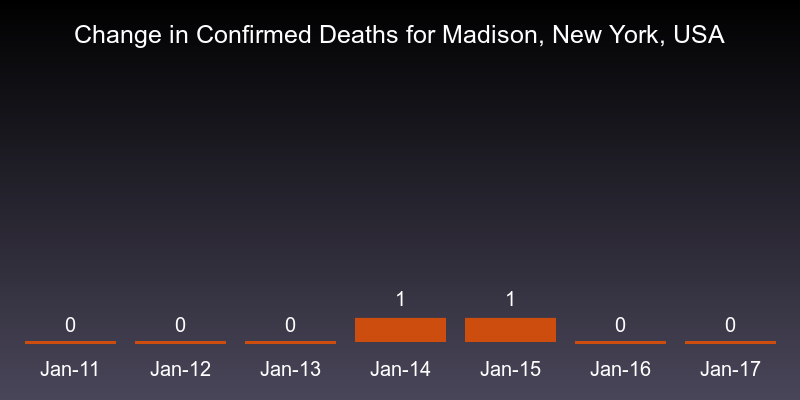 Change in Confirmed Deaths for Madison, New York, USA
0 0 0 1 1 0 0
Jan-11 Jan-12 Jan-13 Jan-14 Jan-15 Jan-16 Jan-17